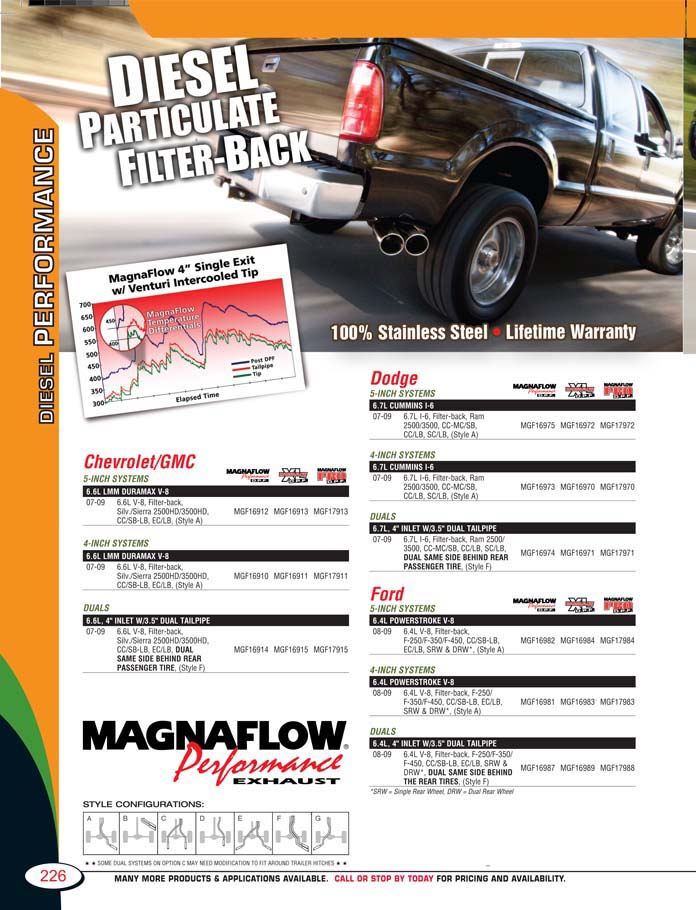 DIESEL
PARTICULATE
FILTER-BACK
DIESEL PERFORMANCE
MagnaFlow 4” Single Exit
w/ Venturi Intercooled Tip
700
650
600
550
500
450
400
350
300
450
400
MagnaFlow
Temperature
Differentials
Post DPF
Tailpipe
Tip
Elapsed Time
100% Stainless Steel • Lifetime Warranty
Chevrolet/GMC
MAGNAFLOW Performance D.P.F.
XL D.P.F.
MAGNAFLOW PRO D.P.F.
5-INCH SYSTEMS
6.6L LMM DURAMAX V-8
07-09 6.6L V-8, Filter-back,
Silv./Sierra 2500HD/3500HD,
CC/SB-LB, EC/LB, (Style A)
MGF16912 MGF16913 MGF17913
4-INCH SYSTEMS
6.6L LMM DURAMAX V-8
07-09 6.6L V-8, Filter-back,
Silv./Sierra 2500HD/3500HD,
CC/SB-LB, EC/LB, (Style A)
MGF16910 MGF16911 MGF17911
DUALS
6.6L, 4" INLET W/3.5" DUAL TAILPIPE
07-09 6.6L V-8, Filter-back,
Silv./Sierra 2500HD/3500HD,
CC/SB-LB, EC/LB, DUAL
SAME SIDE BEHIND REAR
PASSENGER TIRE, (Style F)
MGF16914 MGF16915 MGF17915
MAGNAFLOW®
Performance
EXHAUST
STYLE CONFIGURATIONS:
A B C D E F G
★ ★ SOME DUAL SYSTEMS ON OPTION C MAY NEED MODIFICATION TO FIT AROUND TRAILER HITCHES ★ ★
Dodge
MAGNAFLOW Performance D.P.F.
XL D.P.F.
MAGNAFLOW PRO D.P.F.
5-INCH SYSTEMS
6.7L CUMMINS I-6
07-09 6.7L I-6, Filter-back, Ram
2500/3500, CC-MC/SB,
CC/LB, SC/LB, (Style A)
MGF16975 MGF16972 MGF17972
4-INCH SYSTEMS
6.7L CUMMINS I-6
07-09 6.7L I-6, Filter-back, Ram
2500/3500, CC-MC/SB,
CC/LB, SC/LB, (Style A)
MGF16973 MGF16970 MGF17970
DUALS
6.7L, 4" INLET W/3.5" DUAL TAILPIPE
07-09 6.7L I-6, Filter-back, Ram 2500/
3500, CC-MC/SB, CC/LB, SC/LB,
DUAL SAME SIDE BEHIND REAR
PASSENGER TIRE, (Style F)
MGF16974 MGF16971 MGF17971
Ford
MAGNAFLOW Performance D.P.F.
XL D.P.F.
MAGNAFLOW PRO D.P.F.
5-INCH SYSTEMS
6.4L POWERSTROKE V-8
08-09 6.4L V-8, Filter-back,
F-250/F-350/F-450, CC/SB-LB,
EC/LB, SRW & DRW*, (Style A)
MGF16982 MGF16984 MGF17984
4-INCH SYSTEMS
6.4L POWERSTROKE V-8
08-09 6.4L V-8, Filter-back, F-250/
F-350/F-450, CC/SB-LB, EC/LB,
SRW & DRW*, (Style A)
MGF16981 MGF16983 MGF17983
DUALS
6.4L, 4" INLET W/3.5" DUAL TAILPIPE
08-09 6.4L V-8, Filter-back, F-250/F-350/
F-450, CC/SB-LB, EC/LB, SRW &
DRW*, DUAL SAME SIDE BEHIND
THE REAR TIRES, (Style F)
MGF16987 MGF16989 MGF17988
*SRW = Single Rear Wheel, DRW = Dual Rear Wheel
226
MANY MORE PRODUCTS & APPLICATIONS AVAILABLE. CALL OR STOP BY TODAY FOR PRICING AND AVAILABILITY.